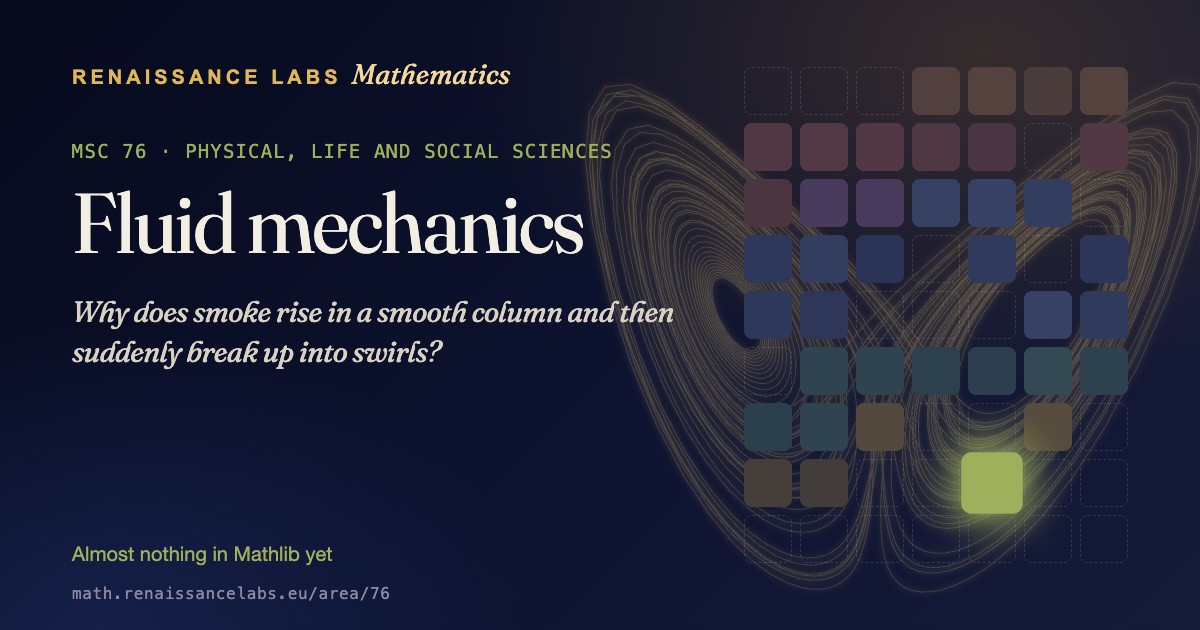 RENAISSANCE LABS Mathematics
MSC 76 · PHYSICAL, LIFE AND SOCIAL SCIENCES
Fluid mechanics
Why does smoke rise in a smooth column and then
suddenly break up into swirls?
Almost nothing in Mathlib yet
math.renaissancelabs.eu/area/76